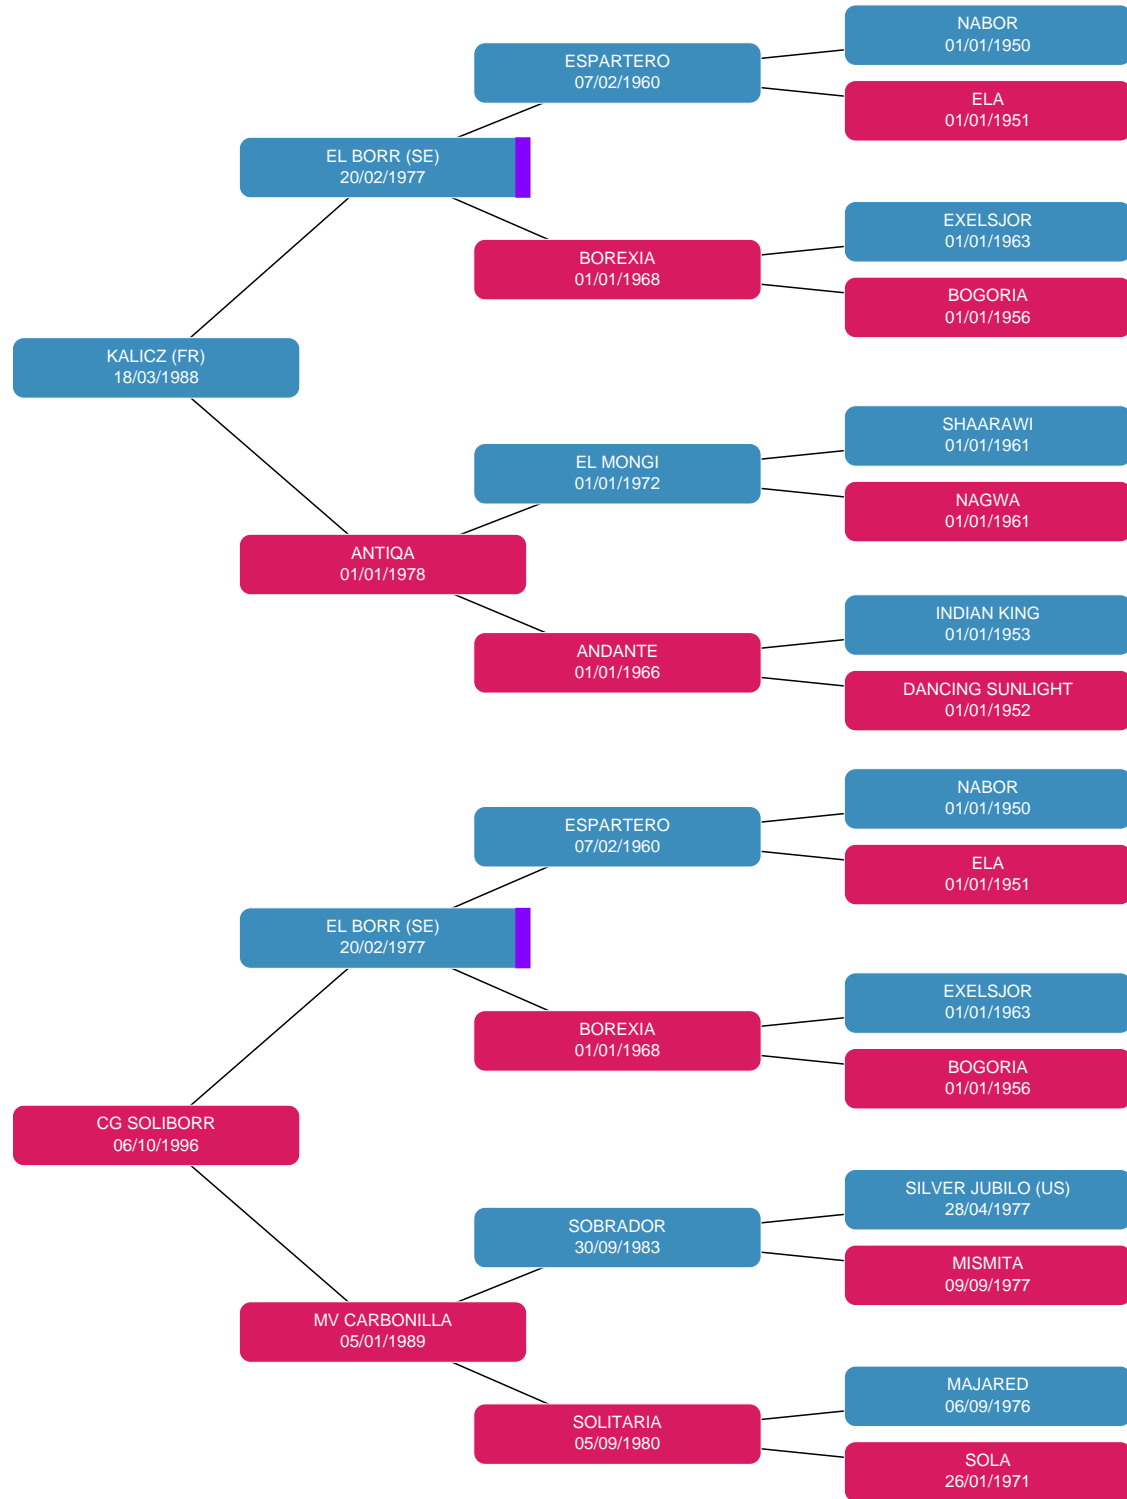 NABOR
01/01/1950
ESPARTERO
07/02/1960
ELA
01/01/1951
EL BORR (SE)
20/02/1977
EXELSJOR
01/01/1963
BOREXIA
01/01/1968
BOGORIA
01/01/1956
KALICZ (FR)
18/03/1988
SHAARAWI
01/01/1961
EL MONGI
01/01/1972
NAGWA
01/01/1961
ANTIQA
01/01/1978
INDIAN KING
01/01/1953
ANDANTE
01/01/1966
DANCING SUNLIGHT
01/01/1952
NABOR
01/01/1950
ESPARTERO
07/02/1960
ELA
01/01/1951
EL BORR (SE)
20/02/1977
EXELSJOR
01/01/1963
BOREXIA
01/01/1968
BOGORIA
01/01/1956
CG SOLIBORR
06/10/1996
SILVER JUBILO (US)
28/04/1977
SOBRADOR
30/09/1983
MISMITA
09/09/1977
MV CARBONILLA
05/01/1989
MAJARED
06/09/1976
SOLITARIA
05/09/1980
SOLA
26/01/1971